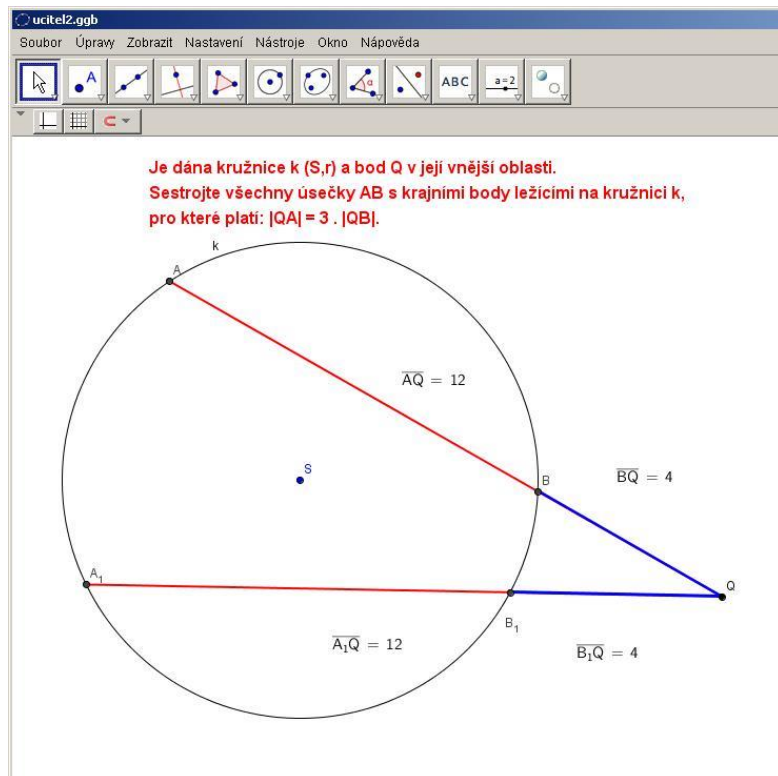 ucitel2.ggb
Soubor Úpravy Zobrazit Nastavení Nástroje Okno Nápověda
A
α
ABC
a=2
Je dána kružnice k (S,r) a bod Q v její vnější oblasti.
Sestrojte všechny úsečky AB s krajními body ležícími na kružnici k,
pro které platí: |QA| = 3 . |QB|.
k
A
AQ = 12
S
B
BQ = 4
A₁
Q
B₁
A₁Q = 12
B₁Q = 4